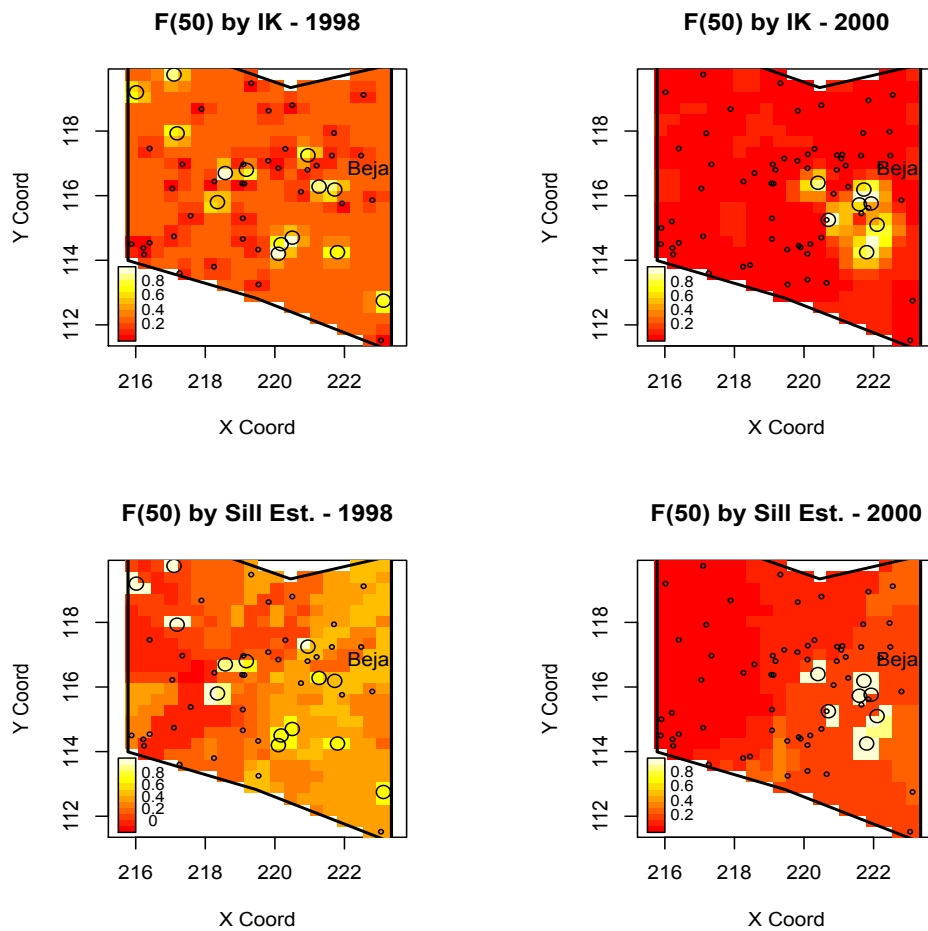 F(50) by IK - 1998
Y Coord
118
116
114
112
Beja
0.8
0.6
0.4
0.2
216 218 220 222
X Coord
F(50) by IK - 2000
Y Coord
118
116
114
112
Beja
0.8
0.6
0.4
0.2
216 218 220 222
X Coord
F(50) by Sill Est. - 1998
Y Coord
118
116
114
112
Beja
0.8
0.6
0.4
0.2
0
216 218 220 222
X Coord
F(50) by Sill Est. - 2000
Y Coord
118
116
114
112
Beja
0.8
0.6
0.4
0.2
216 218 220 222
X Coord